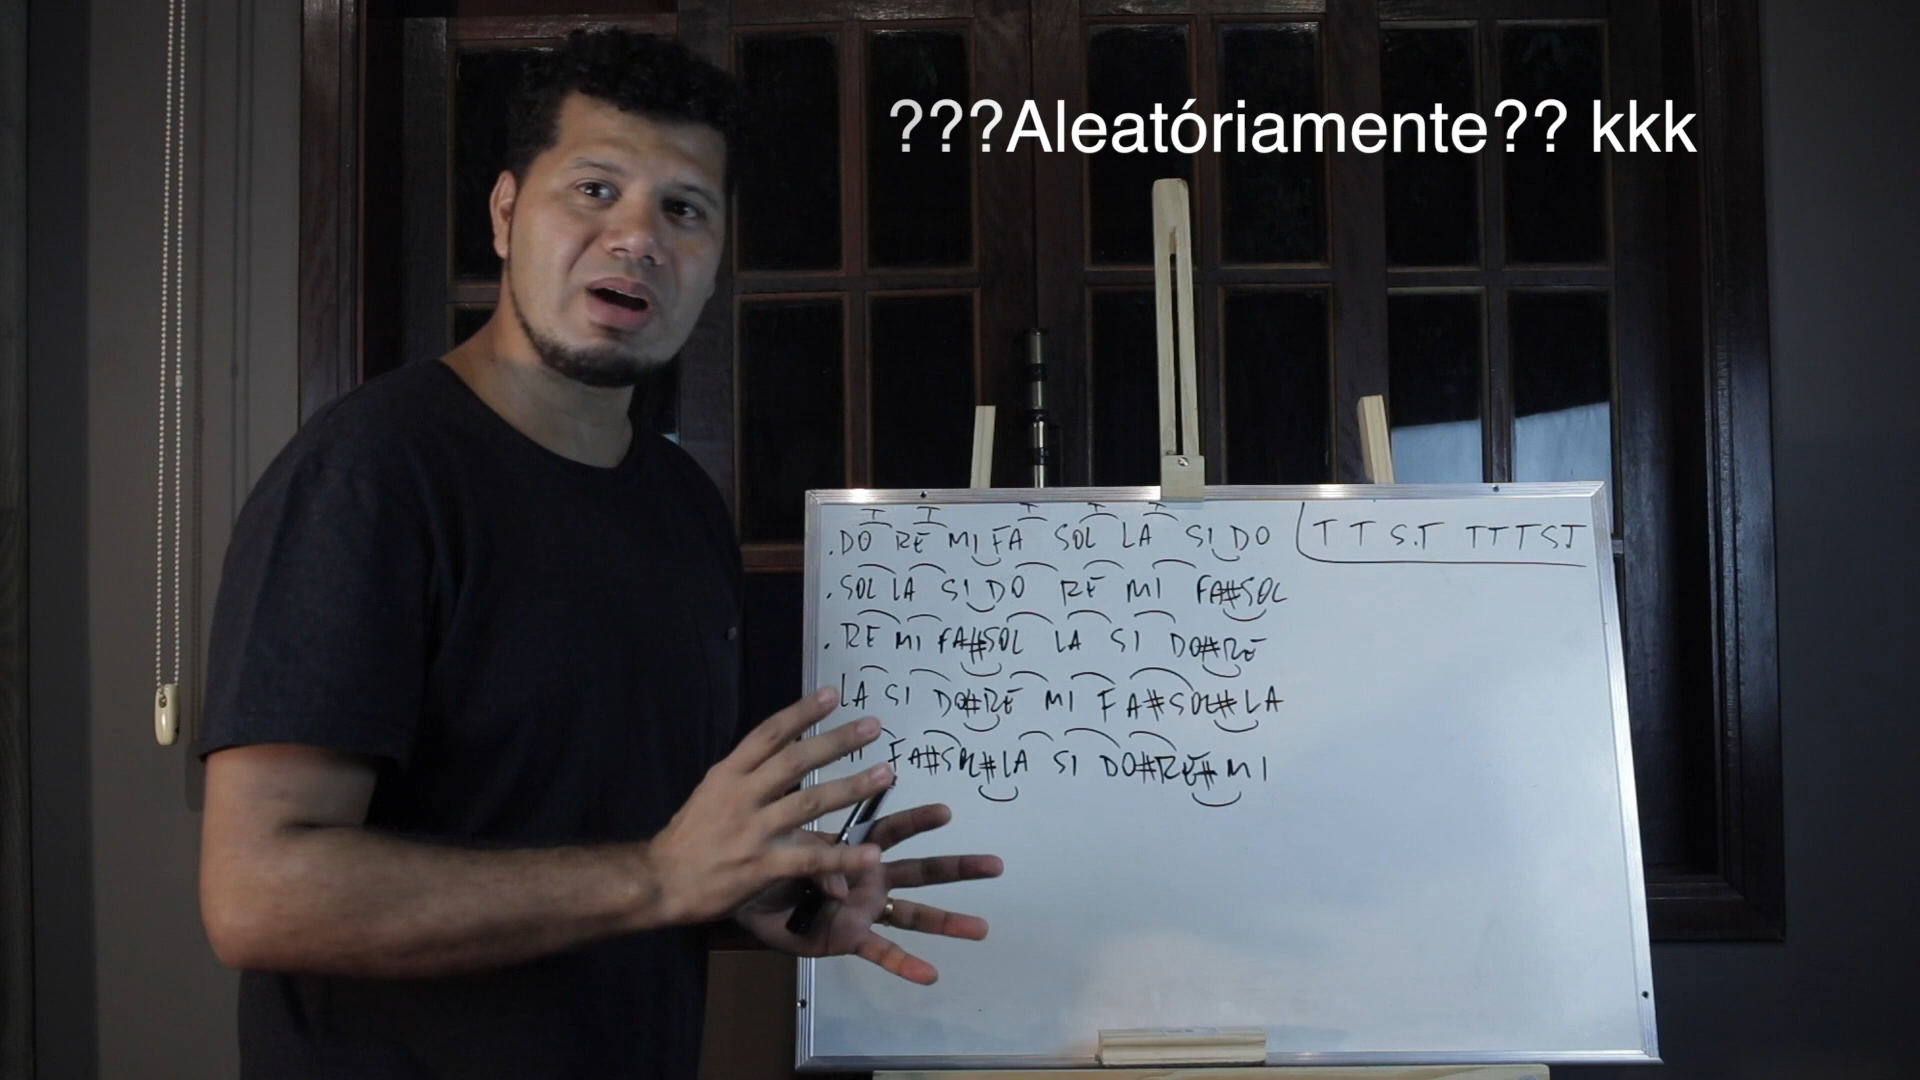 ???Aleatóriamente?? kkk
T T T T T
.DO RE MI FA SOL LA SI DO
T T S.T T T T S T
.SOL LA SI DO RE MI FA# SOL
.RE MI FA# SOL LA SI DO# RE
LA SI DO# RE MI FA# SOL# LA
MI FA# SOL# LA SI DO# RE# MI